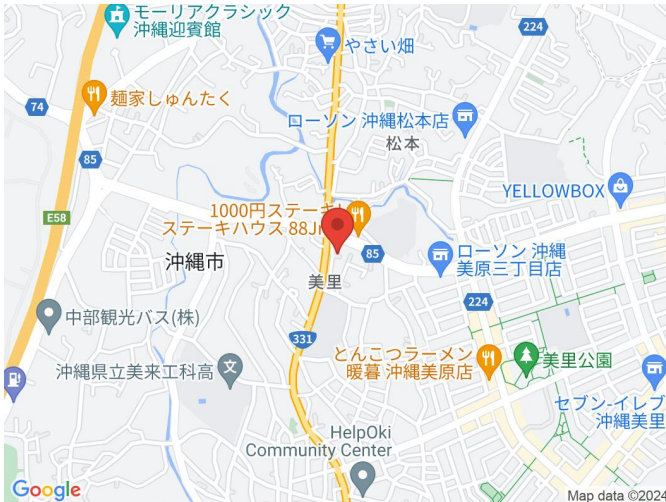 モーリアクラシック
沖縄迎賓館
やさい畑
224
74
麺家しゅんたく
ローソン 沖縄松本店
松本
85
YELLOWBOX
E58
1000円ステーキ
ステーキハウス 88Jr
85
ローソン 沖縄
美原三丁目店
沖縄市
美里
224
中部観光バス(株)
331
とんこつラーメン
暖暮 沖縄美原店
美里公園
沖縄県立美来工科高
文
セブン-イレブ
沖縄美里
HelpOki
Community Center
Google
Map data ©2024